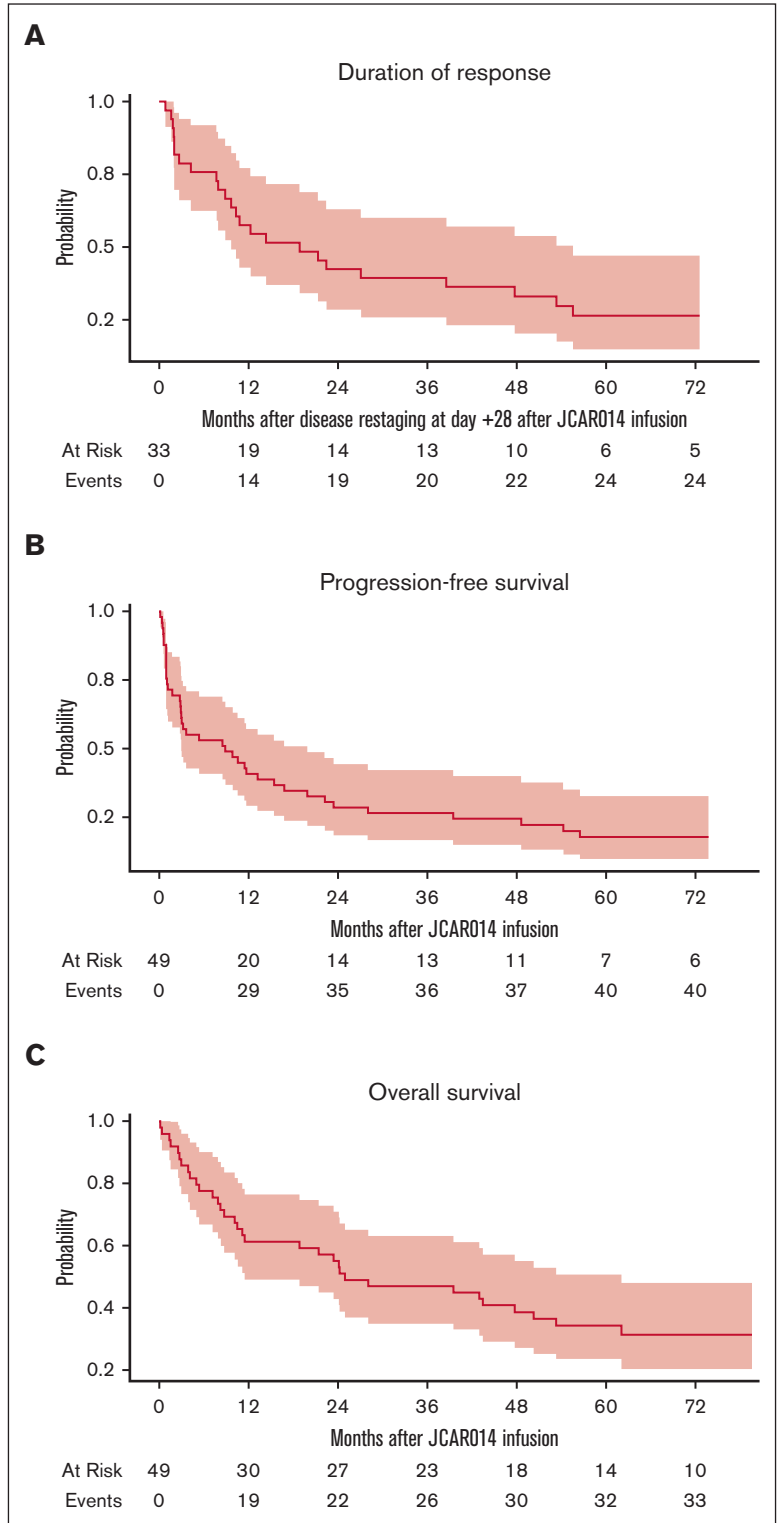 A
Duration of response
Probability
1.0
0.8
0.5
0.2
0 12 24 36 48 60 72
Months after disease restaging at day +28 after JCAR014 infusion
At Risk 33 19 14 13 10 6 5
Events 0 14 19 20 22 24 24
B
Progression-free survival
Probability
1.0
0.8
0.5
0.2
0 12 24 36 48 60 72
Months after JCAR014 infusion
At Risk 49 20 14 13 11 7 6
Events 0 29 35 36 37 40 40
C
Overall survival
Probability
1.0
0.8
0.6
0.4
0.2
0 12 24 36 48 60 72
Months after JCAR014 infusion
At Risk 49 30 27 23 18 14 10
Events 0 19 22 26 30 32 33